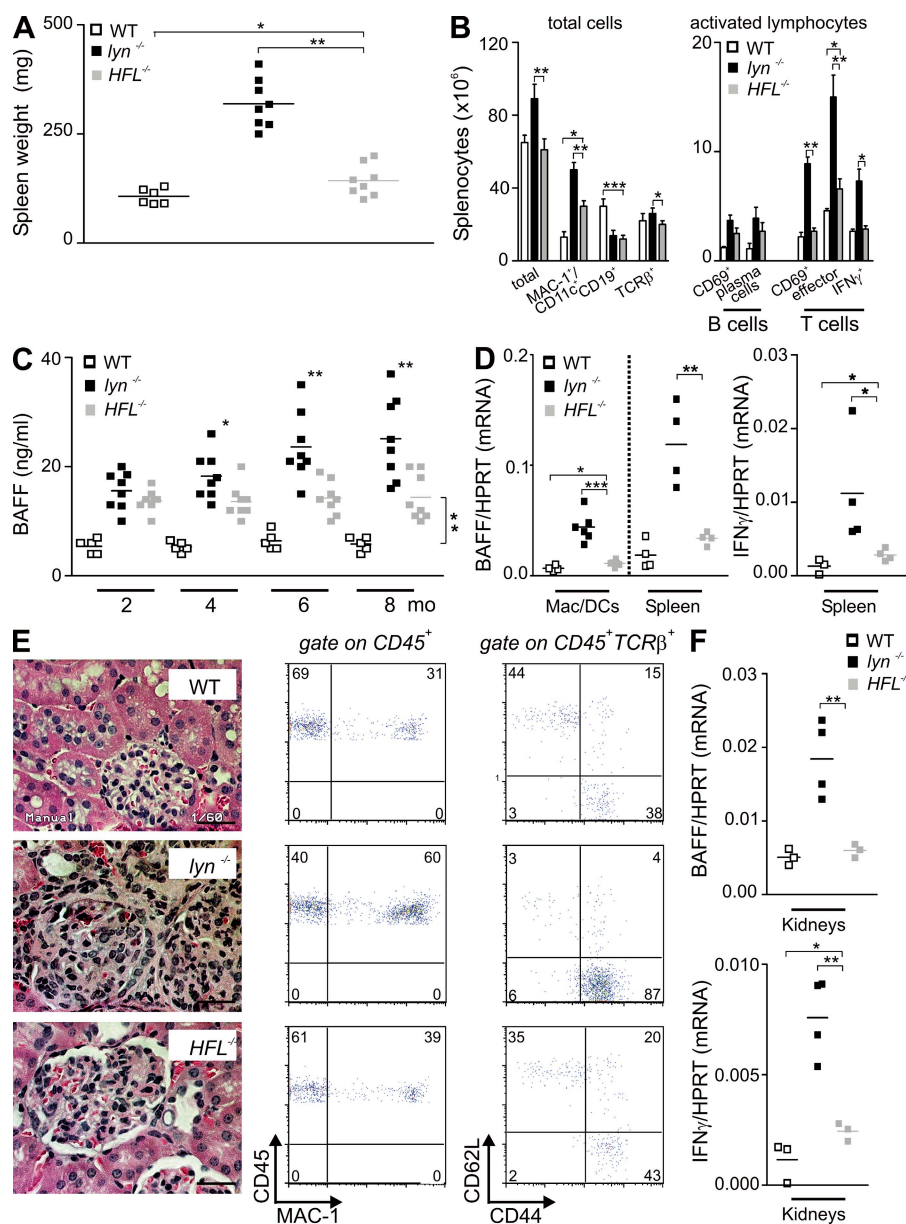 A
WT
lyn -/-
HFL -/-
*
**
Spleen weight (mg)
500
250
0
B
total cells
activated lymphocytes
WT
lyn -/-
HFL -/-
Splenocytes (x10⁶)
120
80
40
0
20
10
0
**
*
**
***
*
**
*
**
*
total
MAC-1⁺/
CD11c⁺
CD19⁺
TCRβ⁺
CD69⁺
plasma
cells
CD69⁺
effector
IFNγ⁺
B cells
T cells
C
WT
lyn -/-
HFL -/-
BAFF (ng/ml)
40
20
0
*
**
**
**
2 4 6 8 mo
D
WT
lyn -/-
HFL -/-
BAFF/HPRT (mRNA)
0.2
0.1
0.0
*
***
**
Mac/DCs Spleen
IFNγ/HPRT (mRNA)
0.03
0.02
0.01
0.00
*
*
Spleen
E
gate on CD45⁺
gate on CD45⁺TCRβ⁺
WT
Manual 1/60
69 31
0 0
44 15
1
3 38
lyn -/-
40 60
0 0
3 4
6 87
HFL -/-
61 39
0 0
35 20
2 43
CD45
MAC-1
CD62L
CD44
F
WT
lyn -/-
HFL -/-
BAFF/HPRT (mRNA)
0.03
0.02
0.01
0.00
**
Kidneys
IFNγ/HPRT (mRNA)
0.010
0.005
0.000
*
**
Kidneys